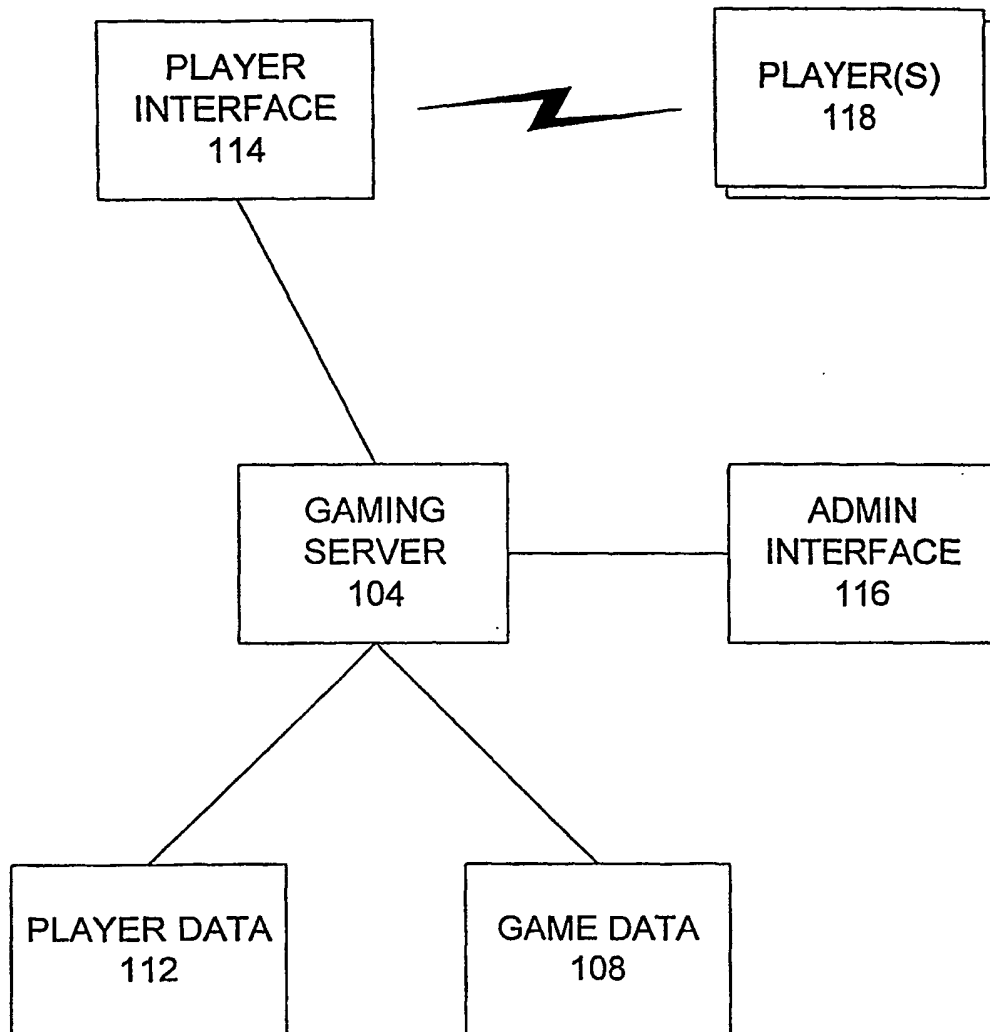 PLAYER
INTERFACE
114
PLAYER(S)
118
GAMING
SERVER
104
ADMIN
INTERFACE
116
PLAYER DATA
112
GAME DATA
108